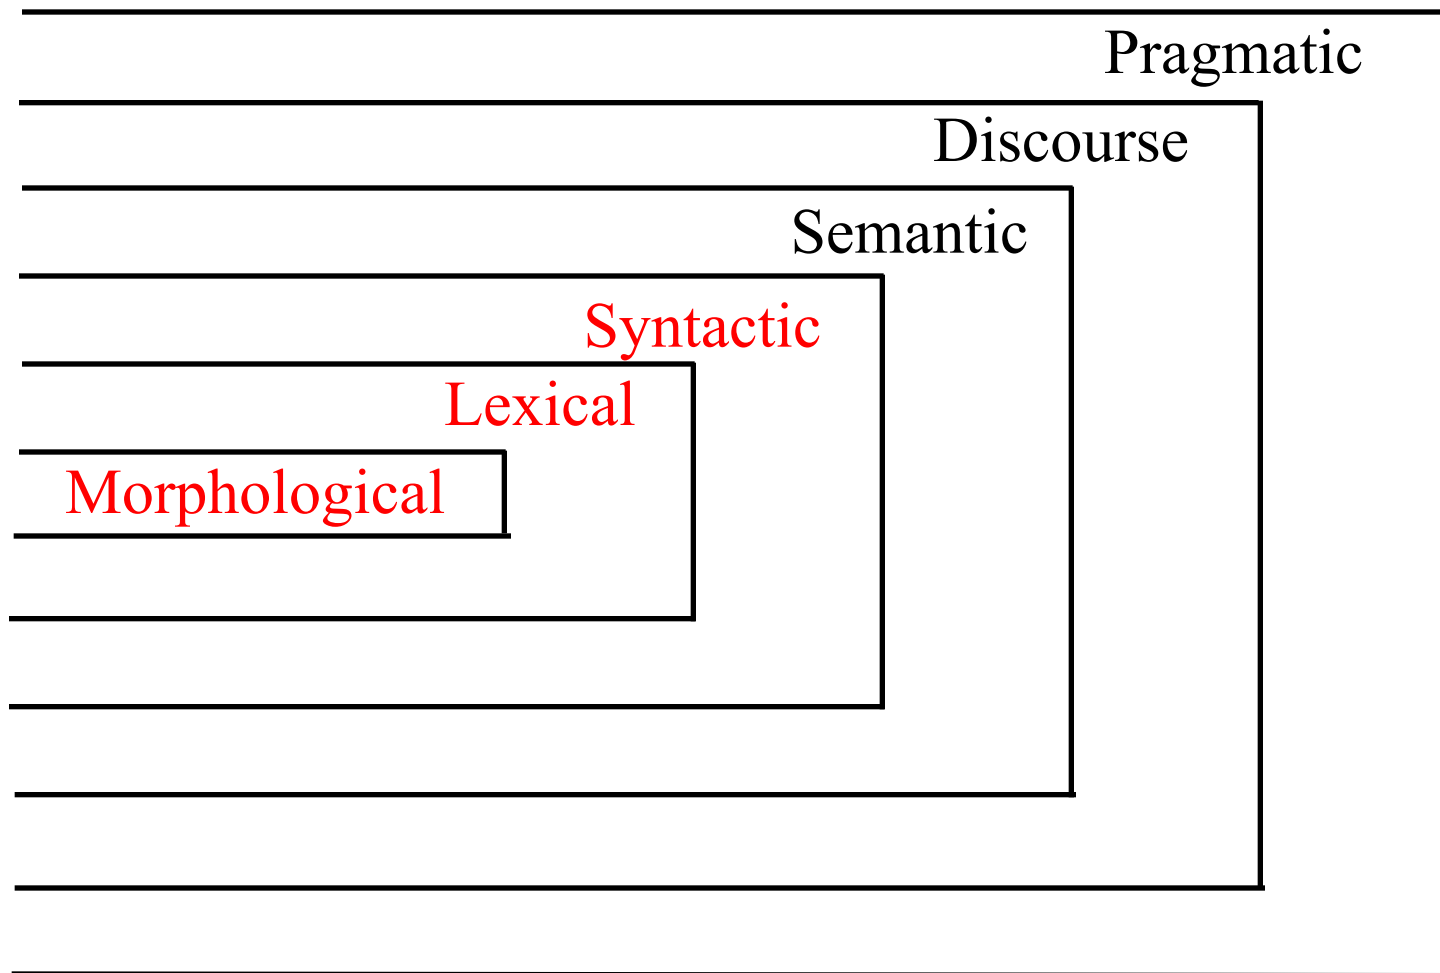 Pragmatic
Discourse
Semantic
Syntactic
Lexical
Morphological